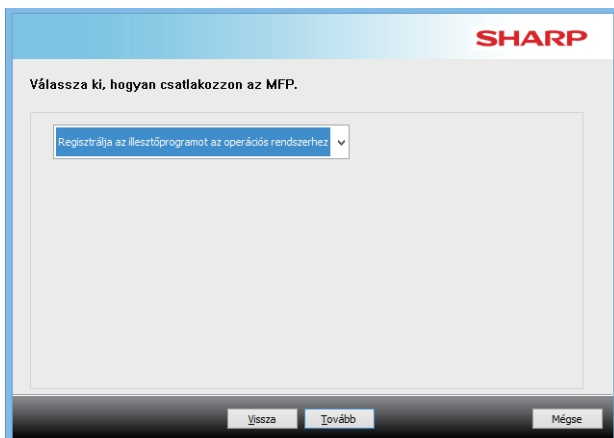 SHARP
Válassza ki, hogyan csatlakozzon az MFP.
Regisztrálja az illesztőprogramot az operációs rendszerhez
Vissza Tovább Mégse